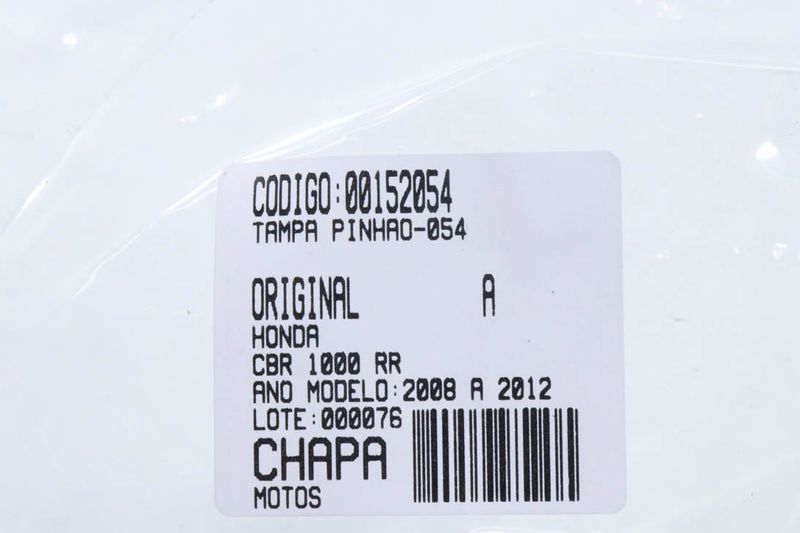 CODIGO:00152054
TAMPA PINHAO-054
ORIGINAL A
HONDA
CBR 1000 RR
ANO MODELO:2008 A 2012
LOTE:000076
CHAPA
MOTOS